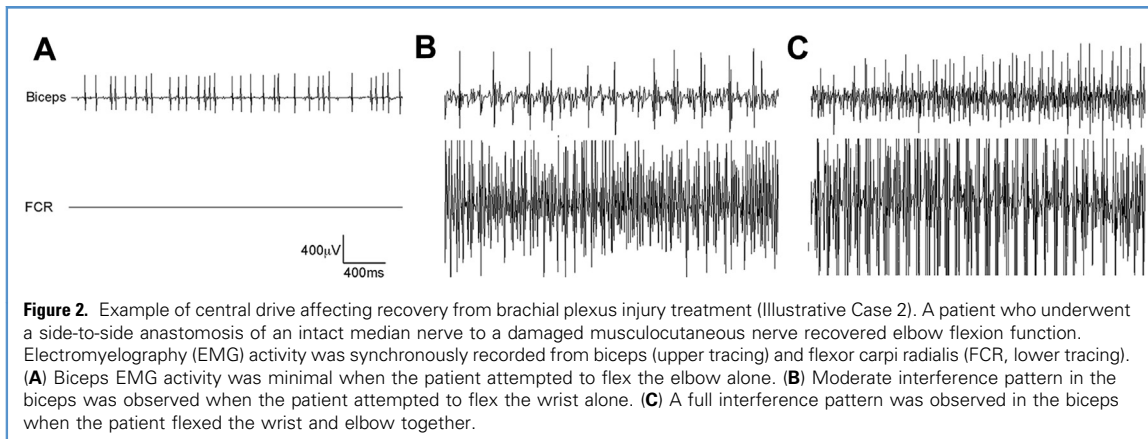 A
B
C
Biceps
FCR
400µV
400ms
Figure 2. Example of central drive affecting recovery from brachial plexus injury treatment (Illustrative Case 2). A patient who underwent
a side-to-side anastomosis of an intact median nerve to a damaged musculocutaneous nerve recovered elbow flexion function.
Electromyelography (EMG) activity was synchronously recorded from biceps (upper tracing) and flexor carpi radialis (FCR, lower tracing).
(A) Biceps EMG activity was minimal when the patient attempted to flex the elbow alone. (B) Moderate interference pattern in the
biceps was observed when the patient attempted to flex the wrist alone. (C) A full interference pattern was observed in the biceps
when the patient flexed the wrist and elbow together.